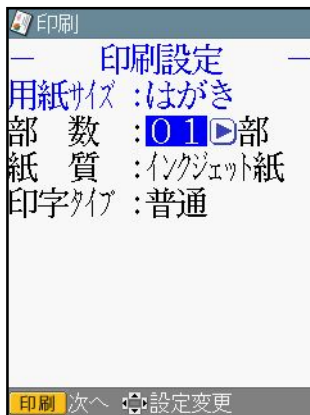 印刷
印刷設定
用紙サイズ:はがき
部 数:01部
紙 質:インクジェット紙
印字タイプ:普通
印刷 次へ 設定変更